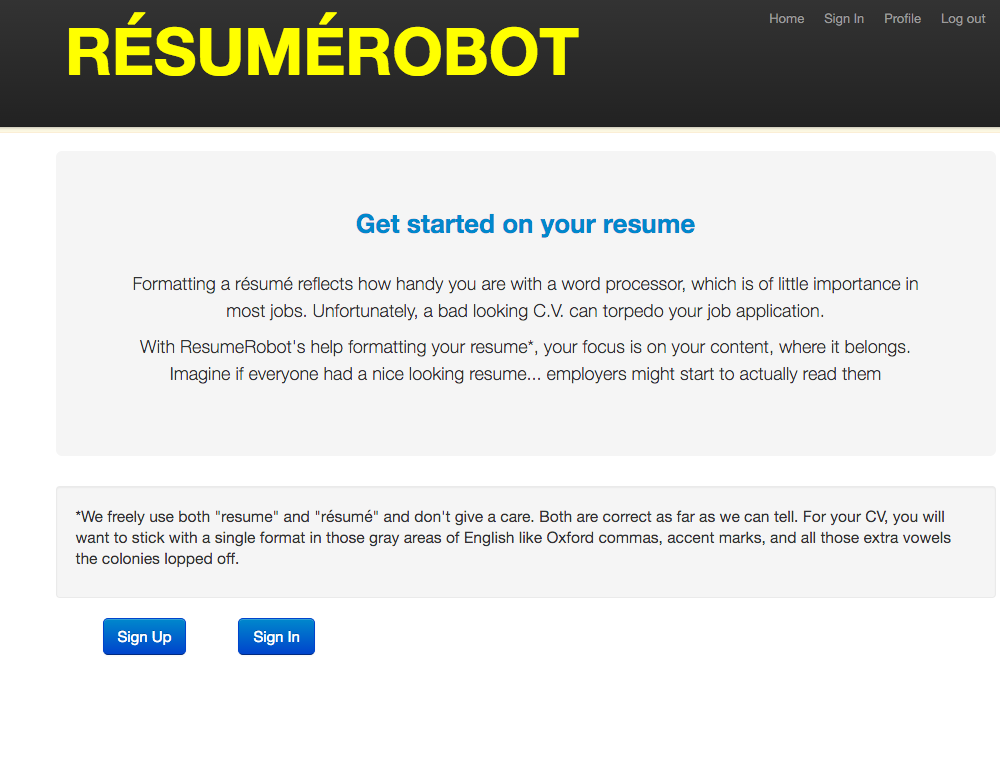 RÉSUMÉROBOT
Home Sign In Profile Log out
Get started on your resume
Formatting a résumé reflects how handy you are with a word processor, which is of little importance in
most jobs. Unfortunately, a bad looking C.V. can torpedo your job application.
With ResumeRobot's help formatting your resume*, your focus is on your content, where it belongs.
Imagine if everyone had a nice looking resume... employers might start to actually read them
*We freely use both "resume" and "résumé" and don't give a care. Both are correct as far as we can tell. For your CV, you will
want to stick with a single format in those gray areas of English like Oxford commas, accent marks, and all those extra vowels
the colonies lopped off.
Sign Up Sign In